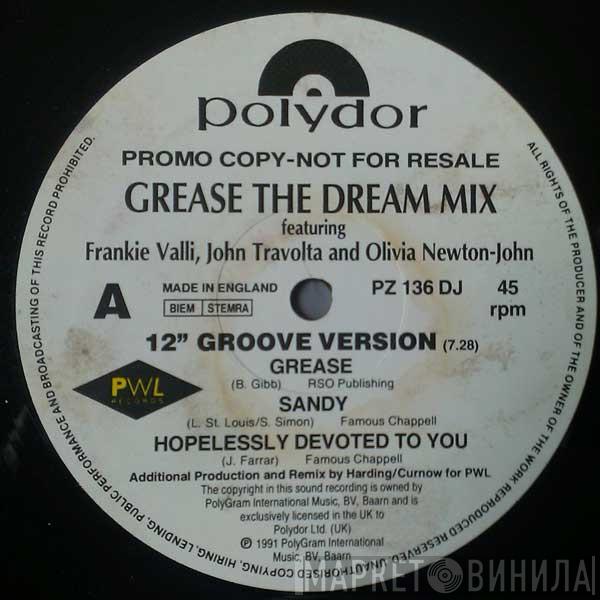 polydor
PROMO COPY-NOT FOR RESALE
GREASE THE DREAM MIX
featuring
Frankie Valli, John Travolta and Olivia Newton-John
A
MADE IN ENGLAND
BIEM STEMRA
PZ 136 DJ
45
rpm
12” GROOVE VERSION (7.28)
GREASE
(B. Gibb) RSO Publishing
SANDY
(L. St. Louis/S. Simon) Famous Chappell
HOPELESSLY DEVOTED TO YOU
(J. Farrar) Famous Chappell
PWL
RECORDS
Additional Production and Remix by Harding/Curnow for PWL
The copyright in this sound recording is owned by
PolyGram International Music, BV, Baarn and is
exclusively licensed in the UK to
Polydor Ltd. (UK)
℗ 1991 PolyGram International
Music, BV, Baarn
ALL RIGHTS OF THE PRODUCER AND OF THE OWNER OF THE WORK REPRODUCED RESERVED. UNAUTHORISED COPYING, HIRING, LENDING, PUBLIC PERFORMANCE AND BROADCASTING OF THIS RECORD PROHIBITED.
МАРКЕТ ВИНИЛА